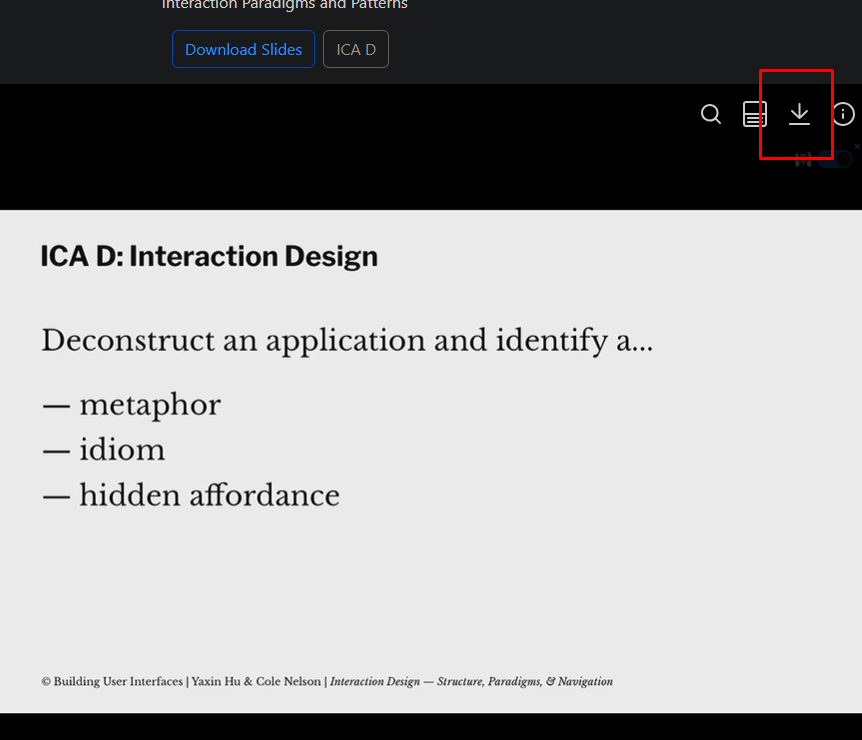 Interaction Paradigms and Patterns
Download Slides
ICA D
ICA D: Interaction Design
Deconstruct an application and identify a...
— metaphor
— idiom
— hidden affordance
© Building User Interfaces | Yaxin Hu & Cole Nelson | Interaction Design — Structure, Paradigms, & Navigation